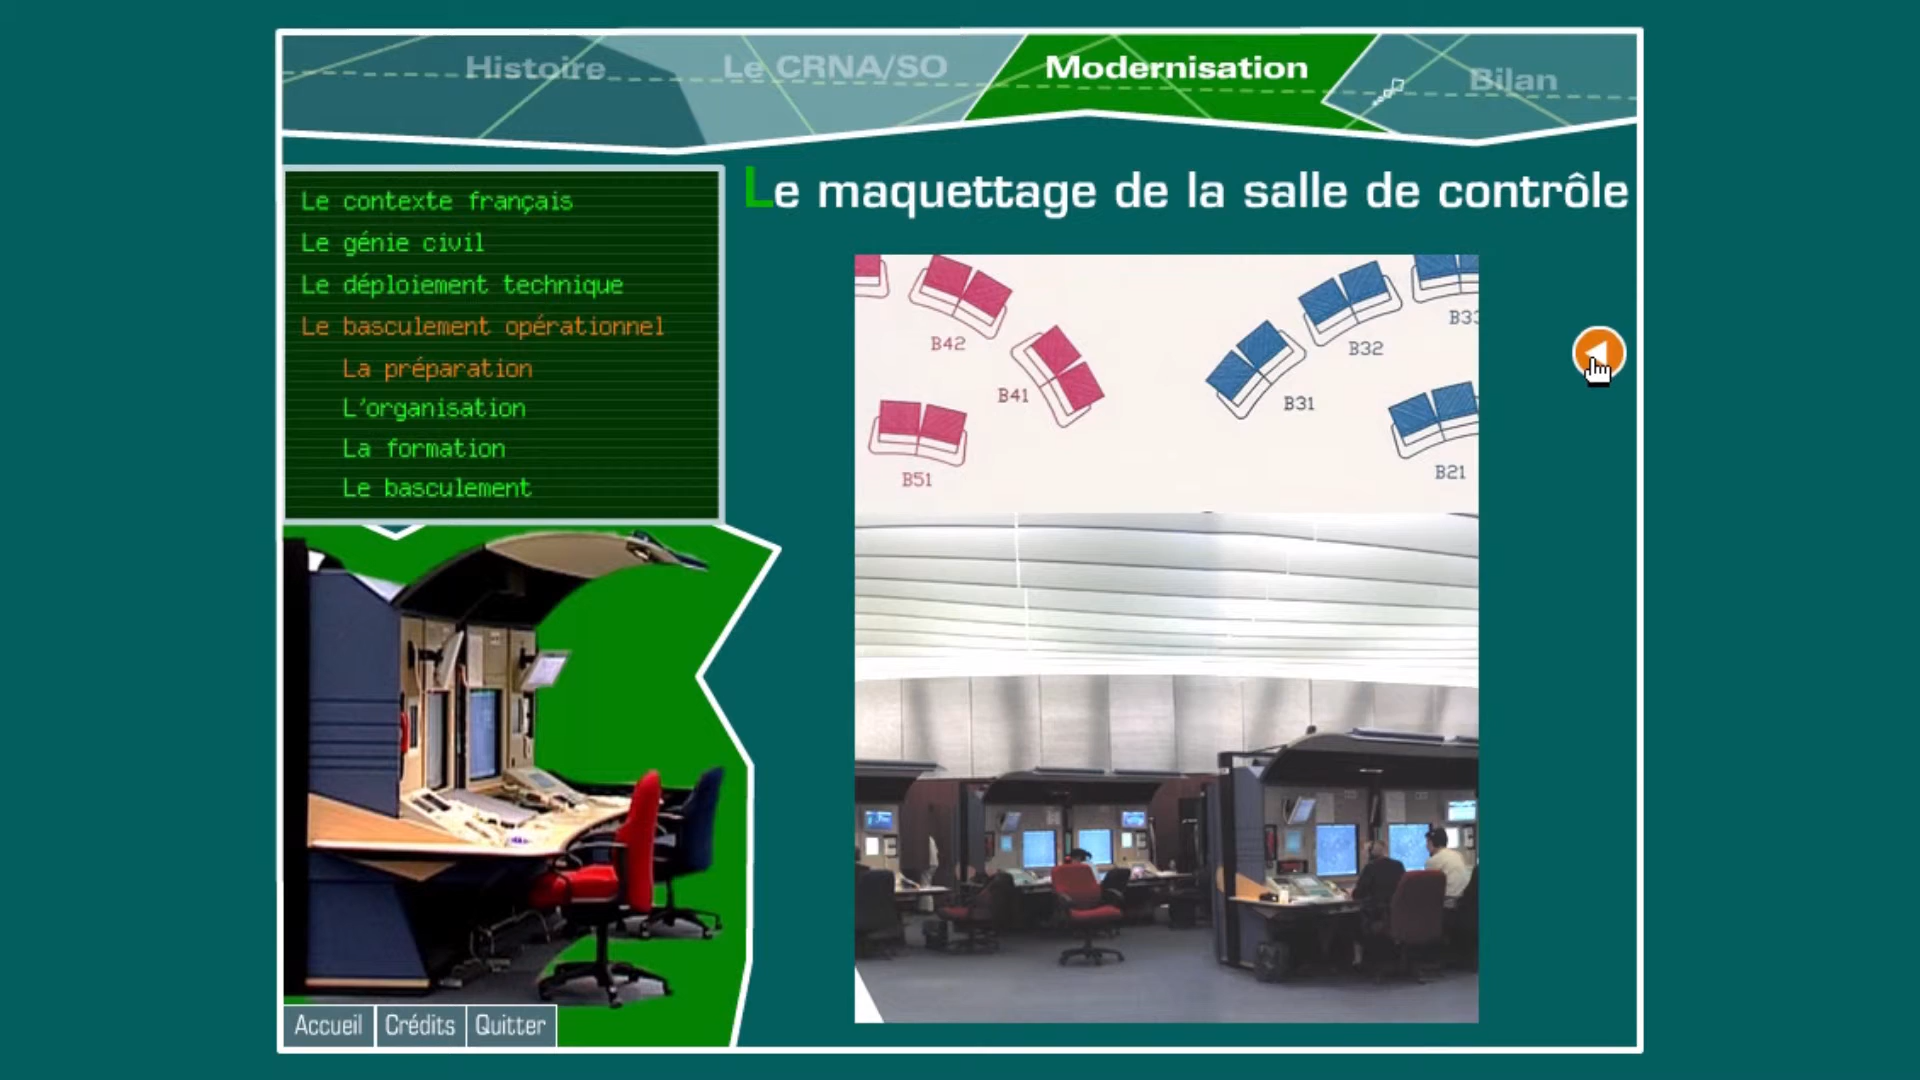 Histoire
Le CRNA/SO
Modernisation
Bilan
Le contexte français
Le génie civil
Le déploiement technique
Le basculement opérationnel
La préparation
L'organisation
La formation
Le basculement
Le maquettage de la salle de contrôle
B42
B41
B51
B33
B32
B31
B21
Accueil
Crédits
Quitter